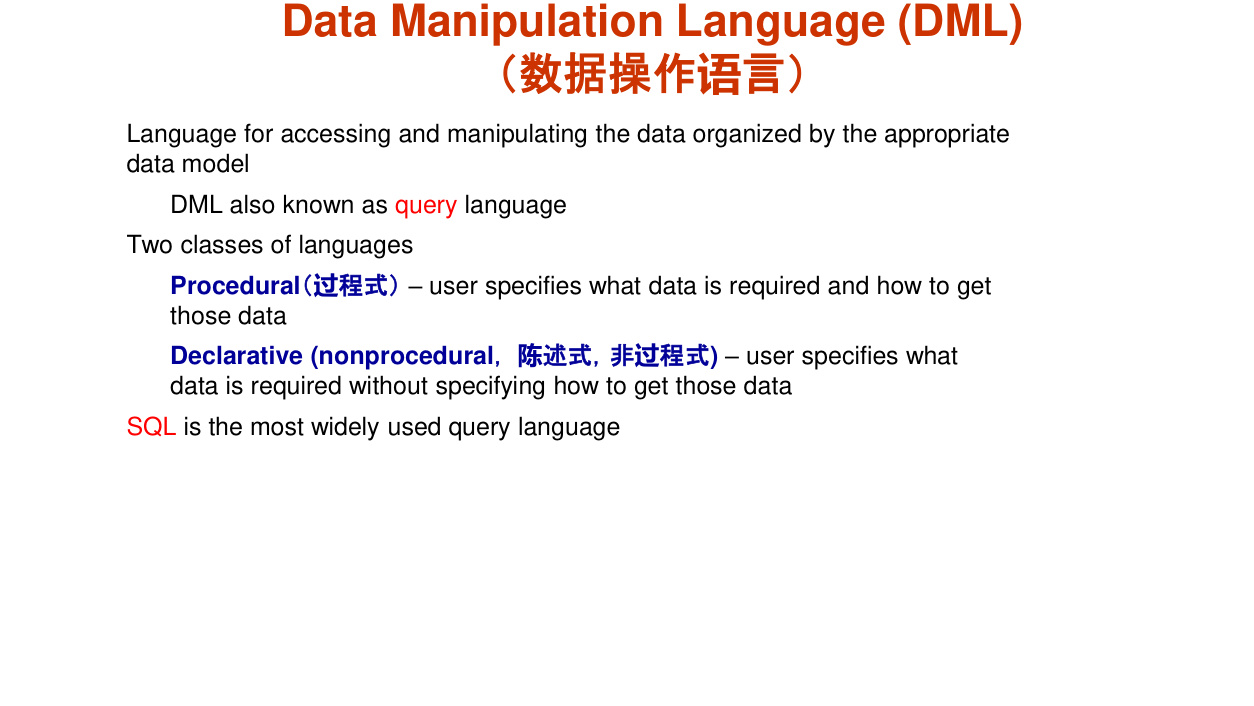 Data Manipulation Language (DML)
（数据操作语言）
Language for accessing and manipulating the data organized by the appropriate
data model
DML also known as query language
Two classes of languages
Procedural（过程式） – user specifies what data is required and how to get
those data
Declarative (nonprocedural，陈述式，非过程式) – user specifies what
data is required without specifying how to get those data
SQL is the most widely used query language